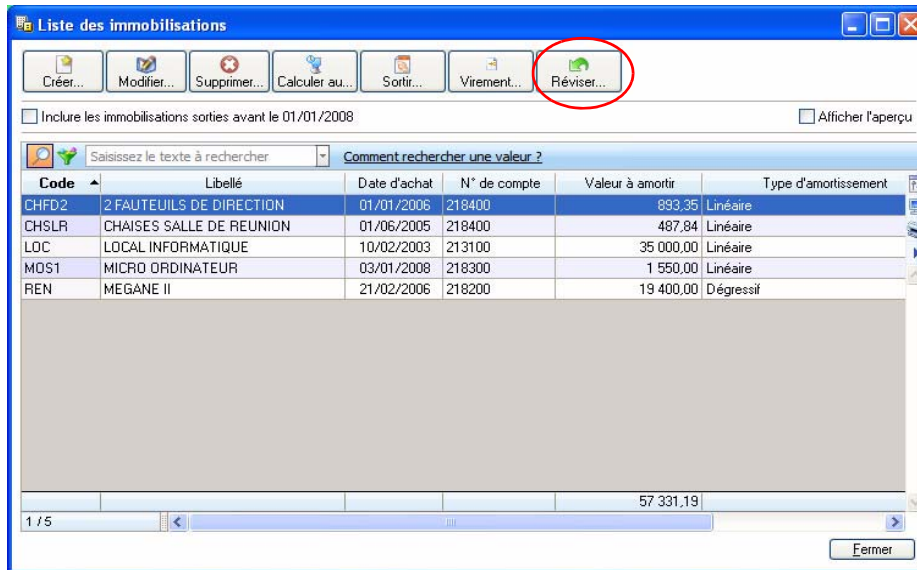 Liste des immobilisations
Créer... Modifier... Supprimer... Calculer au... Sortir... Virement... Réviser...
Inclure les immobilisations sorties avant le 01/01/2008 Afficher l'aperçu
Saisissez le texte à rechercher Comment rechercher une valeur ?
Code Libellé Date d'achat N° de compte Valeur à amortir Type d'amortissement
CHFD2 2 FAUTEUILS DE DIRECTION 01/01/2006 218400 893,35 Linéaire
CHSLR CHAISES SALLE DE REUNION 01/06/2005 218400 487,84 Linéaire
LOC LOCAL INFORMATIQUE 10/02/2003 213100 35 000,00 Linéaire
MOS1 MICRO ORDINATEUR 03/01/2008 218300 1 550,00 Linéaire
REN MEGANE II 21/02/2006 218200 19 400,00 Dégressif
57 331,19
1 / 5
Fermer